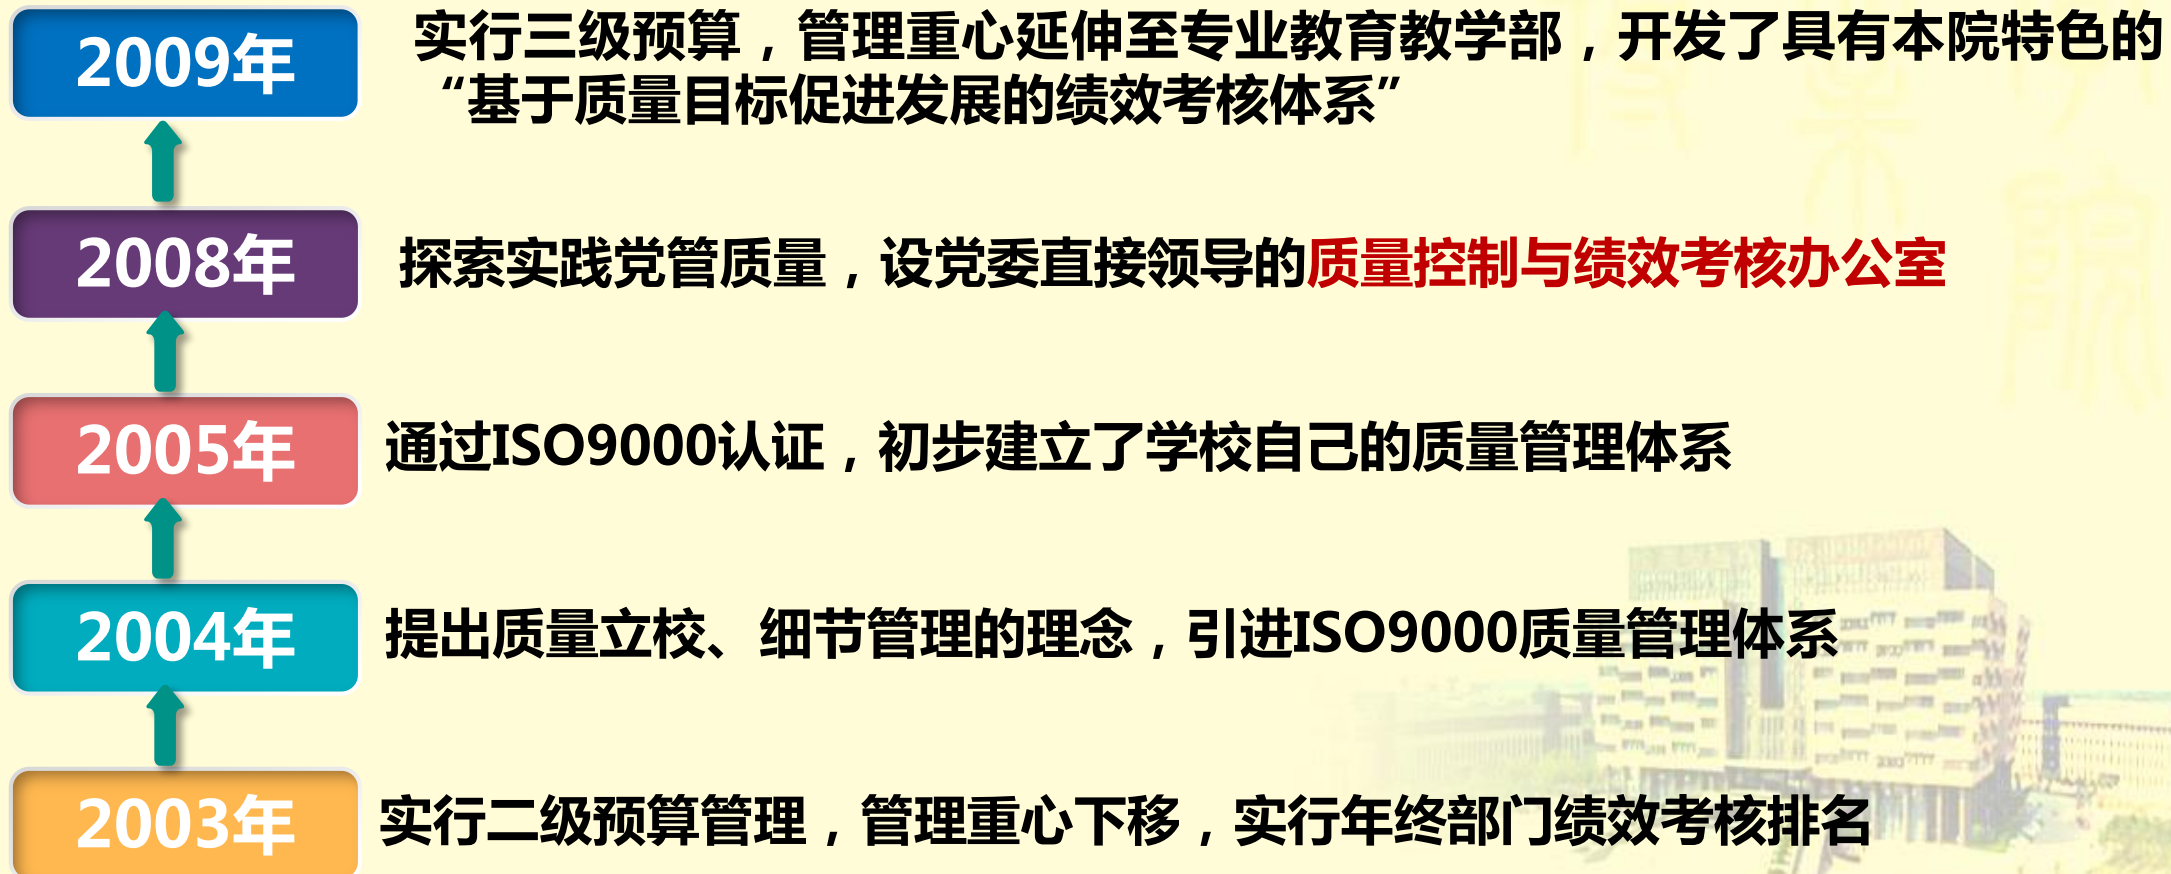 2009年
实行三级预算，管理重心延伸至专业教育教学部，开发了具有本院特色的
“基于质量目标促进发展的绩效考核体系”
2008年
探索实践党管质量，设党委直接领导的质量控制与绩效考核办公室
2005年
通过ISO9000认证，初步建立了学校自己的质量管理体系
2004年
提出质量立校、细节管理的理念，引进ISO9000质量管理体系
2003年
实行二级预算管理，管理重心下移，实行年终部门绩效考核排名